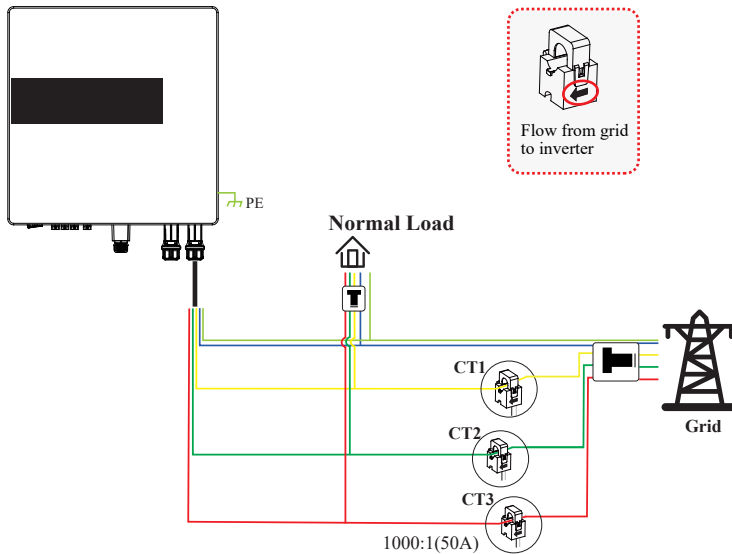 Flow from grid
to inverter
PE
Normal Load
CT1
CT2
CT3
1000:1(50A)
Grid